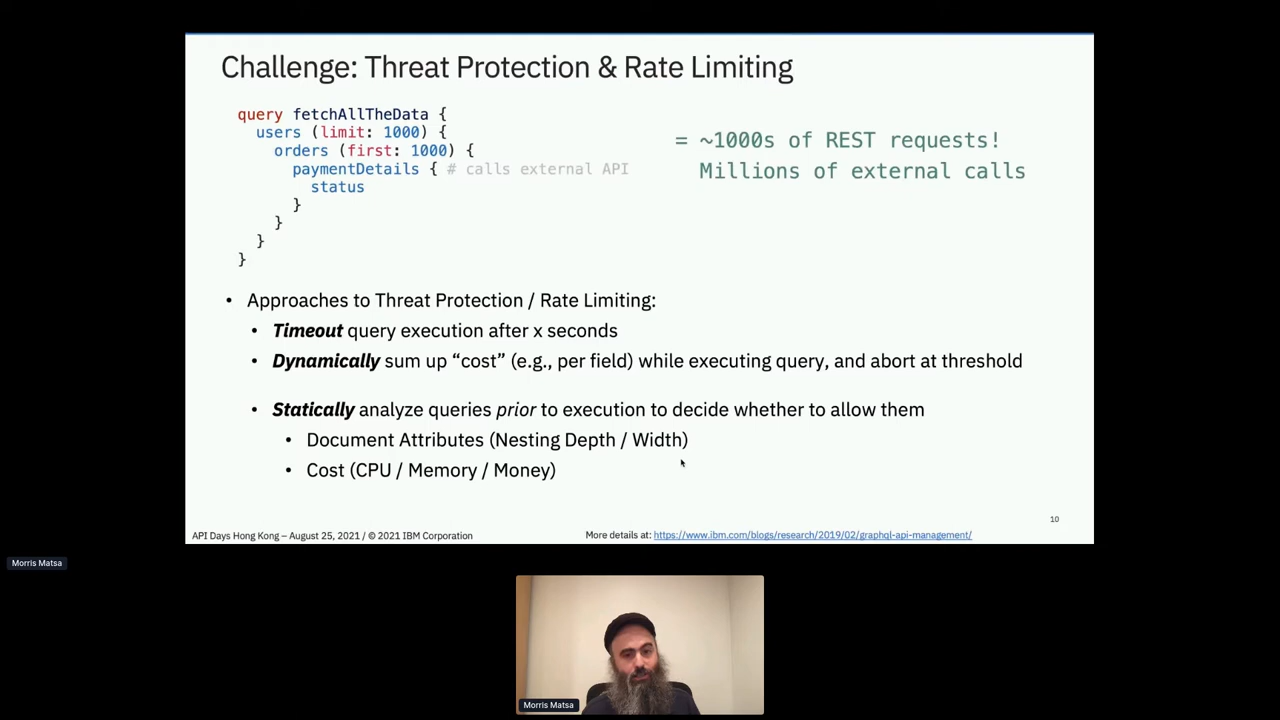 Challenge: Threat Protection & Rate Limiting
query fetchAllTheData {
users (limit: 1000) {
orders (first: 1000) {
paymentDetails { # calls external API
status
}
}
}
}
= ~1000s of REST requests!
Millions of external calls
• Approaches to Threat Protection / Rate Limiting:
• Timeout query execution after x seconds
• Dynamically sum up “cost” (e.g., per field) while executing query, and abort at threshold
• Statically analyze queries prior to execution to decide whether to allow them
• Document Attributes (Nesting Depth / Width)
• Cost (CPU / Memory / Money)
10
API Days Hong Kong – August 25, 2021 / © 2021 IBM Corporation
More details at: https://www.ibm.com/blogs/research/2019/02/graphql-api-management/
Morris Matsa
Morris Matsa